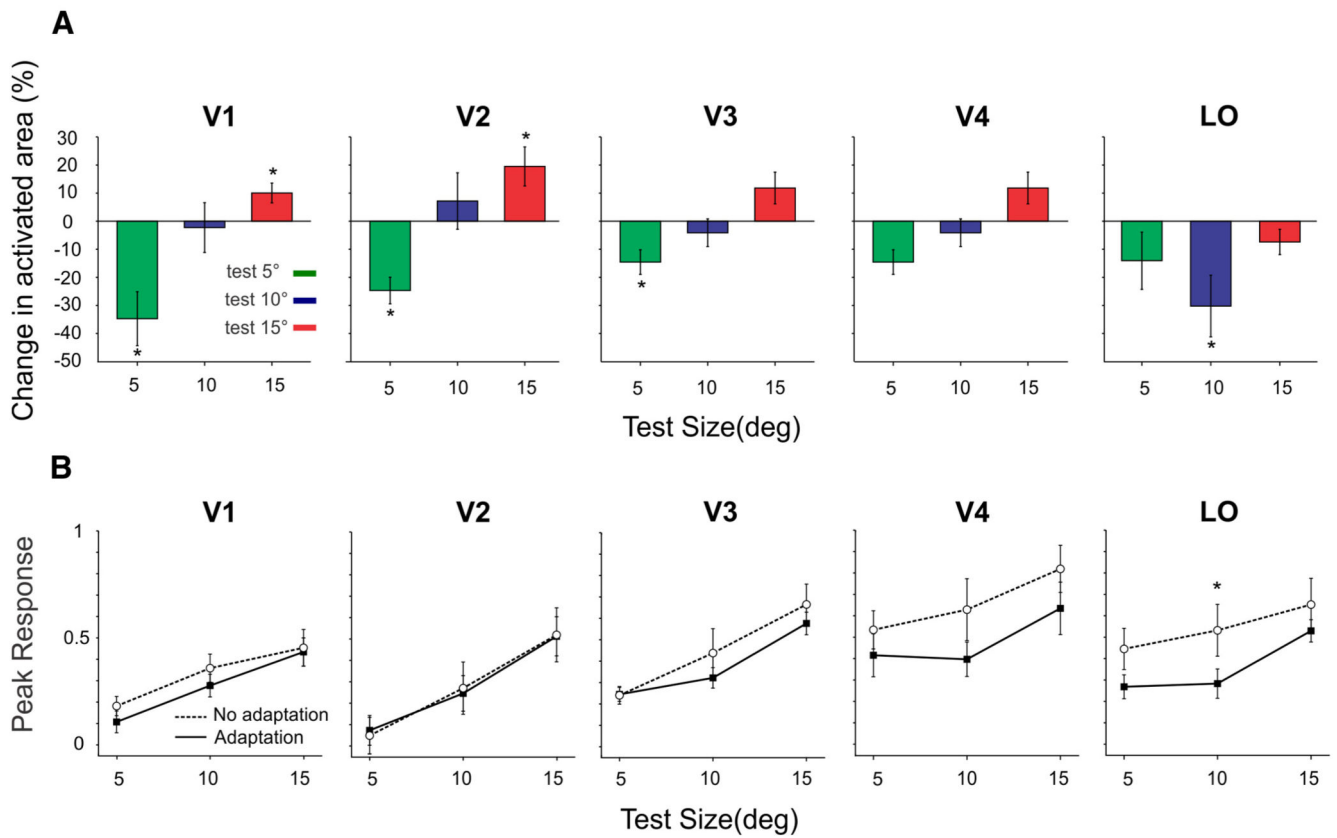 A
Change in activated area (%)
V1 V2 V3 V4 LO
30
20
10
0
-10
-20
-30
-40
-50
* * * * * *
test 5°
test 10°
test 15°
5 10 15 5 10 15 5 10 15 5 10 15 5 10 15
Test Size(deg)
B
Peak Response
V1 V2 V3 V4 LO
1
0.5
0
*
No adaptation
Adaptation
5 10 15 5 10 15 5 10 15 5 10 15 5 10 15
Test Size(deg)